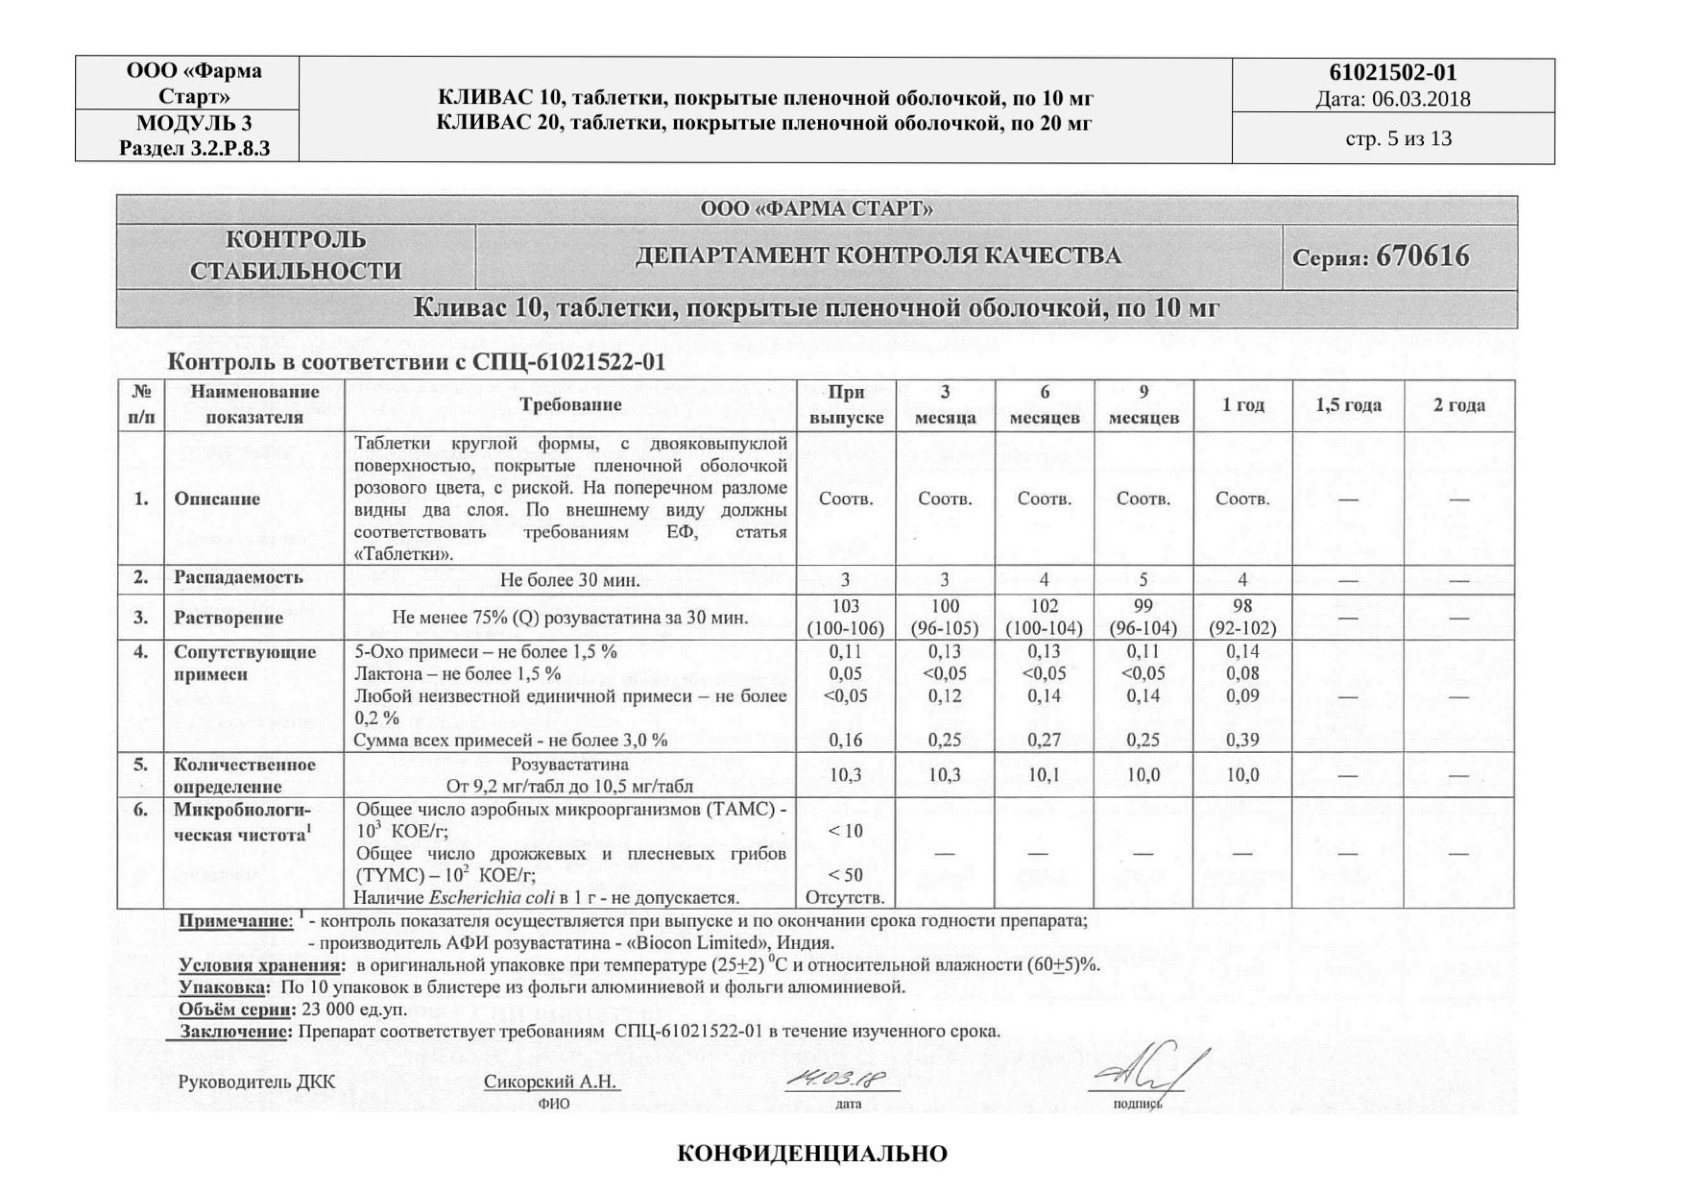 ООО «Фарма
Старт»
МОДУЛЬ 3
Раздел 3.2.Р.8.3
КЛИВАС 10, таблетки, покрытые пленочной оболочкой, по 10 мг
КЛИВАС 20, таблетки, покрытые пленочной оболочкой, по 20 мг
61021502-01
Дата: 06.03.2018
стр. 5 из 13
ООО «ФАРМА СТАРТ»
КОНТРОЛЬ
СТАБИЛЬНОСТИ
ДЕПАРТАМЕНТ КОНТРОЛЯ КАЧЕСТВА
Серия: 670616
Кливас 10, таблетки, покрытые пленочной оболочкой, по 10 мг
Контроль в соответствии с СПЦ-61021522-01
№ п/п | Наименование показателя | Требование | При выпуске | 3 месяца | 6 месяцев | 9 месяцев | 1 год | 1,5 года | 2 года
1. Описание
Таблетки круглой формы, с двояковыпуклой
поверхностью, покрытые пленочной оболочкой
розового цвета, с риской. На поперечном разломе
видны два слоя. По внешнему виду должны
соответствовать требованиям ЕФ, статья
«Таблетки».
Соотв. Соотв. Соотв. Соотв. Соотв. — —
2. Распадаемость Не более 30 мин. 3 3 4 5 4 — —
3. Растворение Не менее 75% (Q) розувастатина за 30 мин.
103 100 102 99 98 — —
(100-106) (96-105) (100-104) (96-104) (92-102)
4. Сопутствующие
примеси
5-Охо примеси – не более 1,5 % 0,11 0,13 0,13 0,11 0,14
Лактона – не более 1,5 % 0,05 <0,05 <0,05 <0,05 0,08
Любой неизвестной единичной примеси – не более <0,05 0,12 0,14 0,14 0,09 — —
0,2 %
Сумма всех примесей - не более 3,0 % 0,16 0,25 0,27 0,25 0,39
5. Количественное
определение
Розувастатина
От 9,2 мг/табл до 10,5 мг/табл
10,3 10,3 10,1 10,0 10,0 — —
6. Микробиологи-
ческая чистота¹
Общее число аэробных микроорганизмов (ТАМС) -
10³ КОЕ/г; < 10
Общее число дрожжевых и плесневых грибов — — — — — —
(TYMC) – 10² КОЕ/г; < 50
Наличие Escherichia coli в 1 г - не допускается. Отсутств.
Примечание: ¹ - контроль показателя осуществляется при выпуске и по окончании срока годности препарата;
- производитель АФИ розувастатина - «Biocon Limited», Индия.
Условия хранения: в оригинальной упаковке при температуре (25±2) ⁰С и относительной влажности (60±5)%.
Упаковка: По 10 упаковок в блистере из фольги алюминиевой и фольги алюминиевой.
Объём серии: 23 000 ед.уп.
Заключение: Препарат соответствует требованиям СПЦ-61021522-01 в течение изученного срока.
Руководитель ДКК Сикорский А.Н. 14.03.18
ФИО дата подпись
КОНФИДЕНЦИАЛЬНО